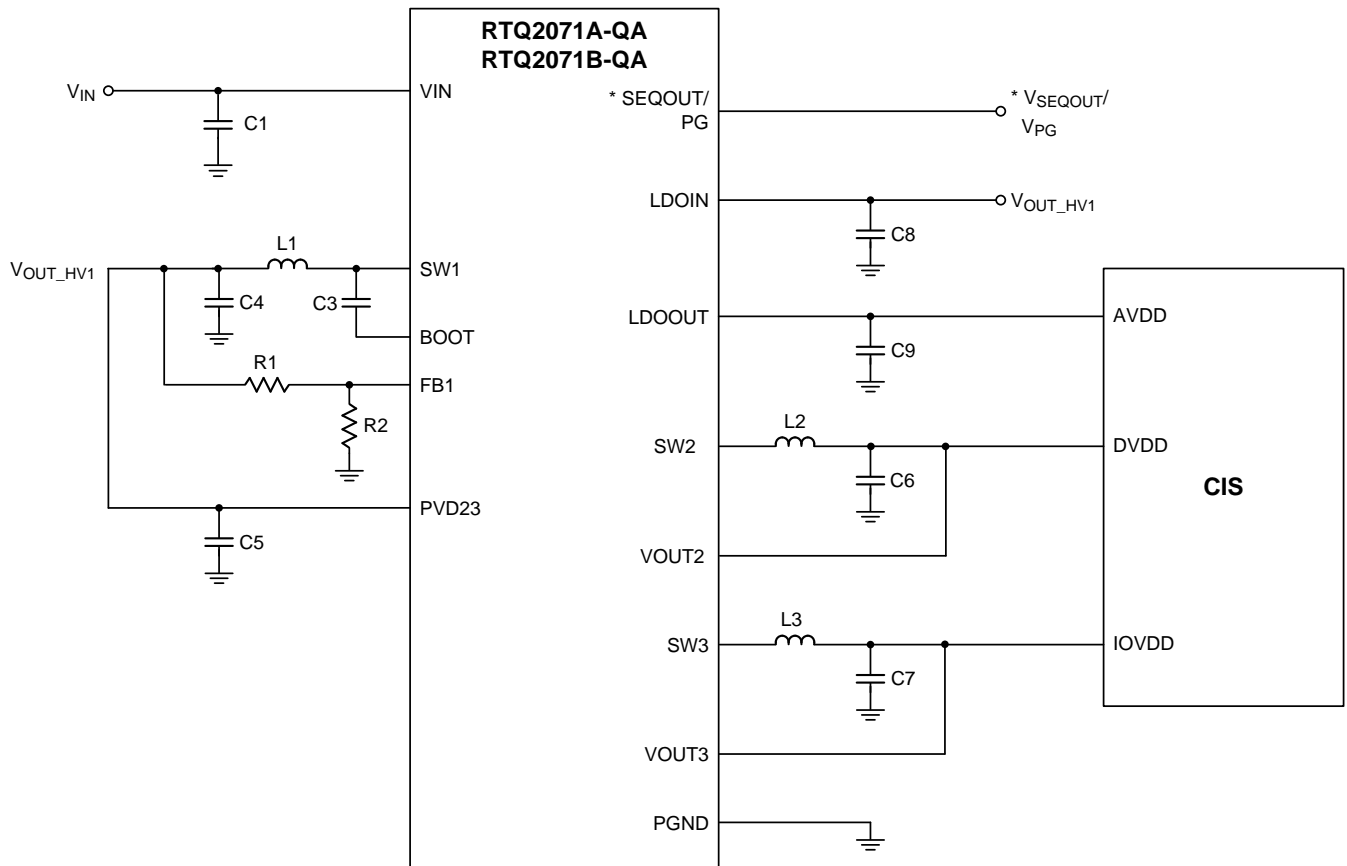 RTQ2071A-QA
RTQ2071B-QA
VIN
C1
VIN
* SEQOUT/
PG
* VSEQOUT/
VPG
LDOIN
VOUT_HV1
C8
L1
VOUT_HV1
SW1
C4
C3
BOOT
LDOOUT
AVDD
C9
R1
FB1
R2
L2
SW2
DVDD
C6
CIS
PVD23
C5
VOUT2
L3
SW3
IOVDD
C7
VOUT3
PGND